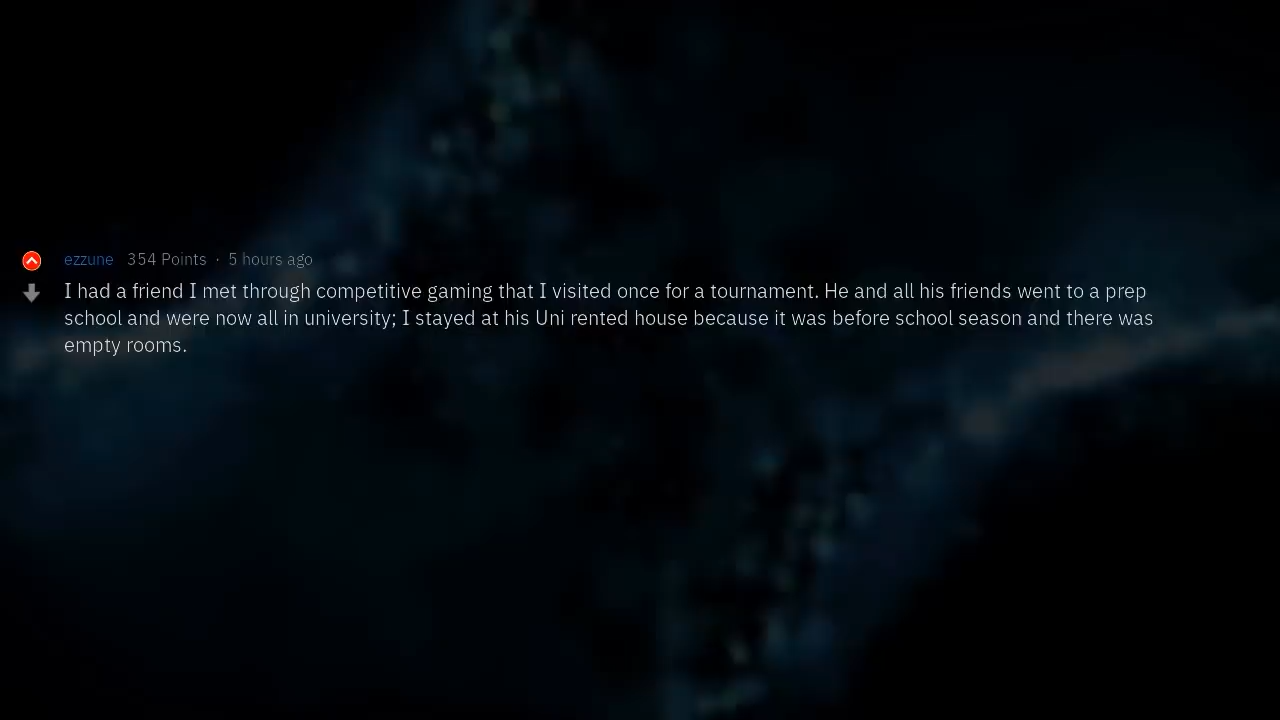 ezzune 354 Points · 5 hours ago
I had a friend I met through competitive gaming that I visited once for a tournament. He and all his friends went to a prep
school and were now all in university; I stayed at his Uni rented house because it was before school season and there was
empty rooms.